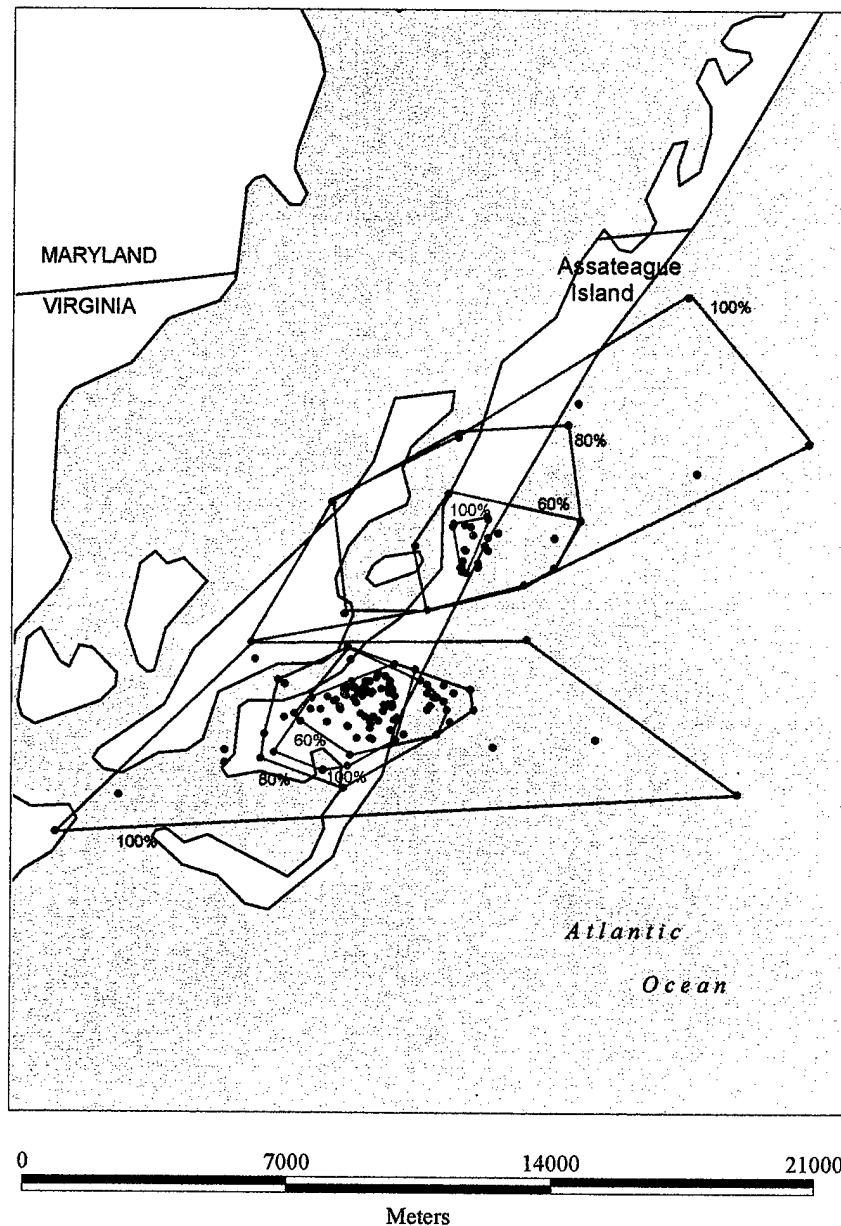 MARYLAND
VIRGINIA
Assateague
Island
100%
80%
100%
60%
60%
80%
100%
100%
Atlantic
Ocean
0 7000 14000 21000
Meters